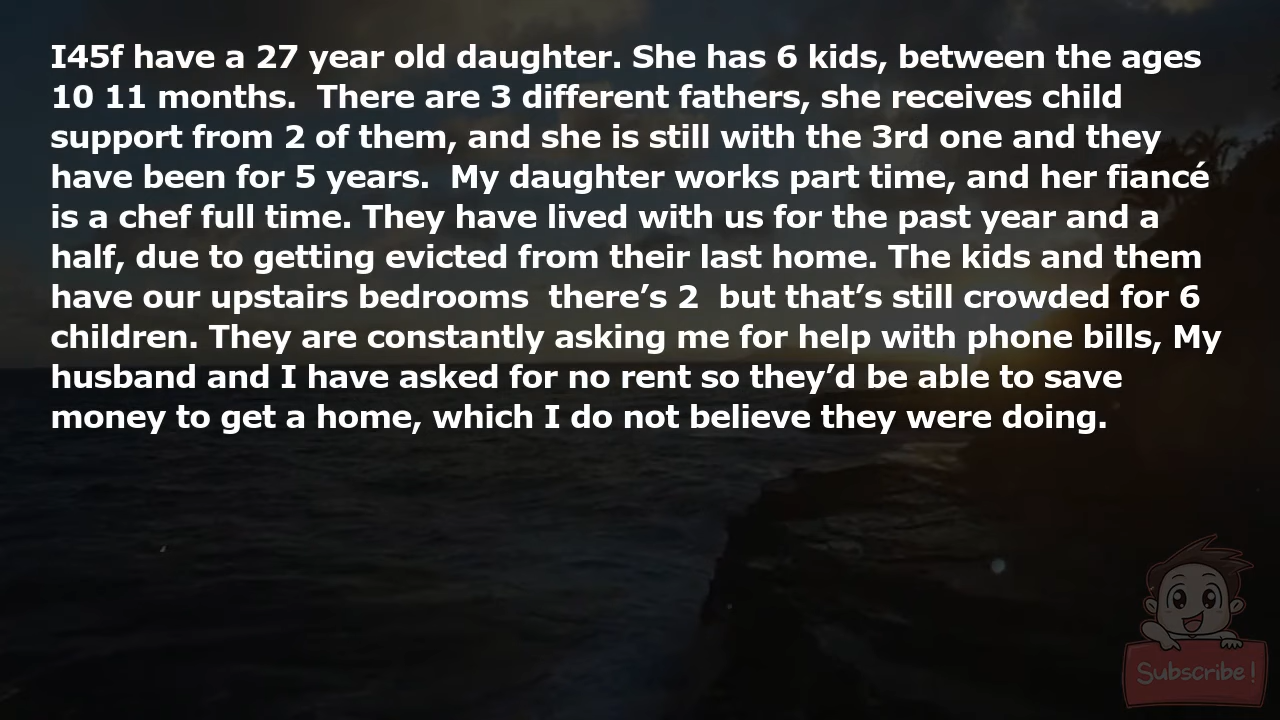 I45f have a 27 year old daughter. She has 6 kids, between the ages
10 11 months.  There are 3 different fathers, she receives child
support from 2 of them, and she is still with the 3rd one and they
have been for 5 years.  My daughter works part time, and her fiancé
is a chef full time. They have lived with us for the past year and a
half, due to getting evicted from their last home. The kids and them
have our upstairs bedrooms  there’s 2  but that’s still crowded for 6
children. They are constantly asking me for help with phone bills, My
husband and I have asked for no rent so they’d be able to save
money to get a home, which I do not believe they were doing.
Subscribe!